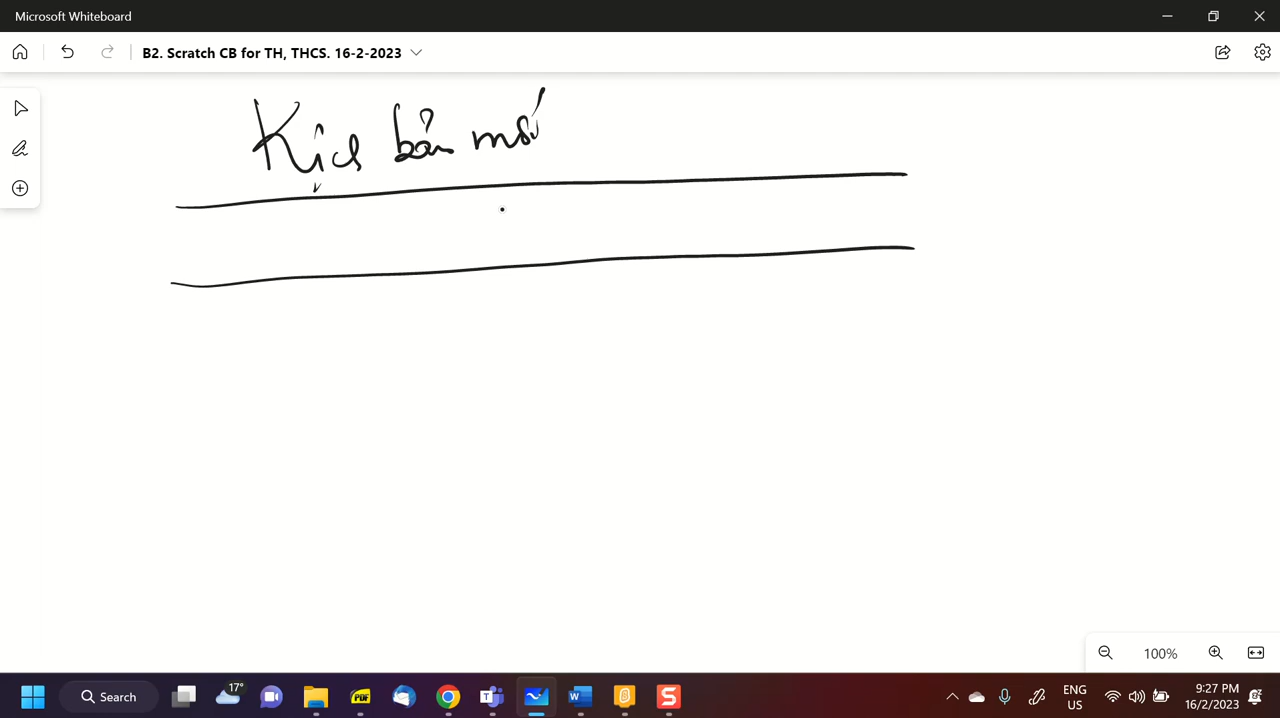 Microsoft Whiteboard
B2. Scratch CB for TH, THCS. 16-2-2023
Kịch bản mới
100%
17°
Search
PDF
ENG
US
9:27 PM
16/2/2023